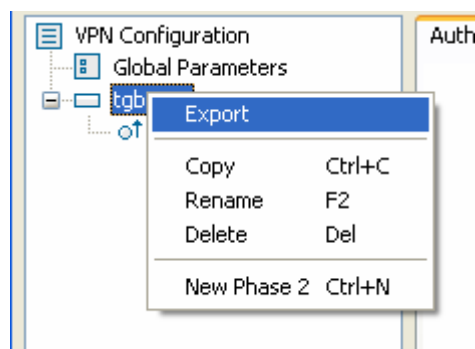 VPN Configuration
Auth
Global Parameters
tgb
Export
Copy Ctrl+C
Rename F2
Delete Del
New Phase 2 Ctrl+N